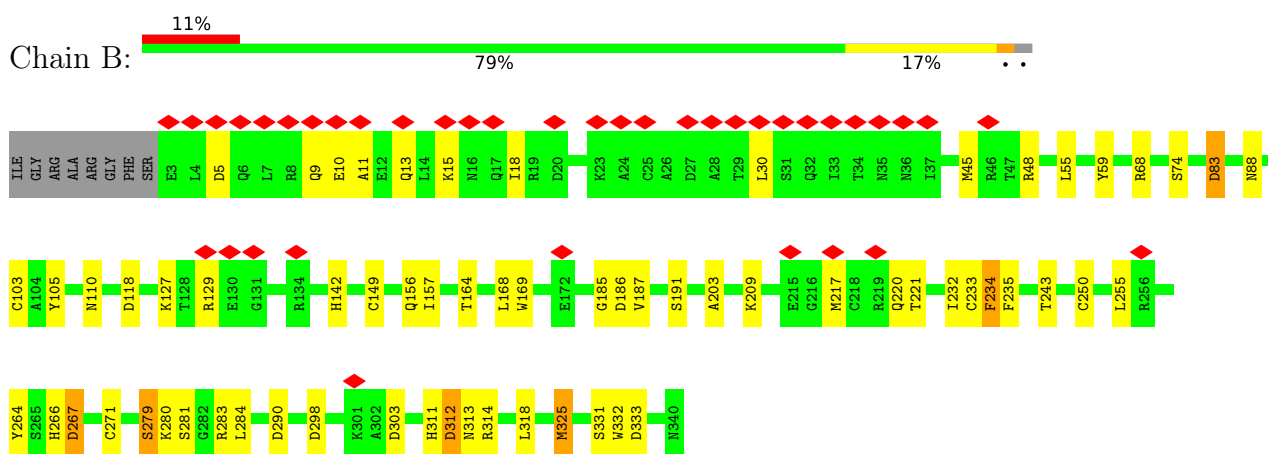 11%
Chain B:
79% 17% • •
ILE GLY ARG ALA ARG GLY PHE SER E3 L4 D5 Q6 L7 R8 Q9 E10 A11 E12 Q13 L14 K15 N16 Q17 I18 R19 D20 K23 A24 C25 A26 D27 A28 T29 L30 S31 Q32 I33 T34 N35 N36 I37 M45 R46 T47 R48 L55 Y59 R68 S74 D83 N88
C103 A104 Y105 N110 D118 K127 T128 R129 E130 G131 R134 H142 C149 Q156 I157 T164 L168 W169 E172 G185 D186 V187 S191 A203 K209 E215 G216 M217 C218 R219 Q220 T221 I232 C233 F234 F235 T243 C250 L255 R256
Y264 S265 H266 D267 C271 S279 K280 S281 G282 R283 L284 D290 D298 K301 A302 D303 H311 D312 N313 R314 L318 M325 S331 W332 D333 N340